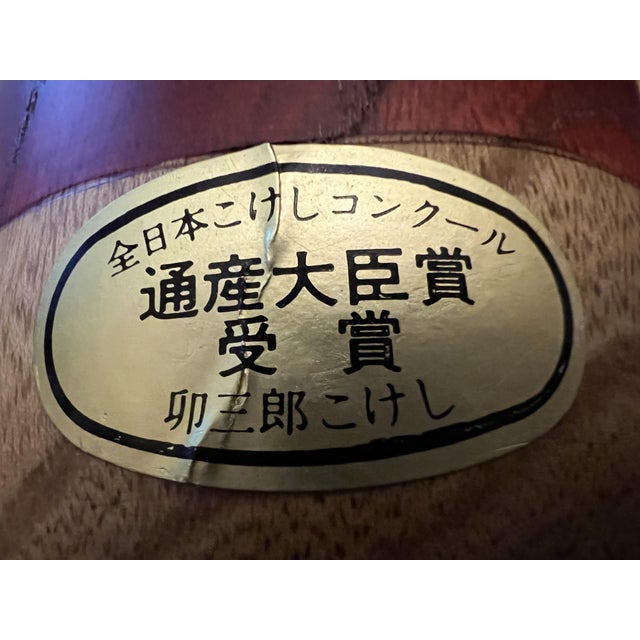 全日本こけしコンクール
通産大臣賞
受賞
卯三郎こけし